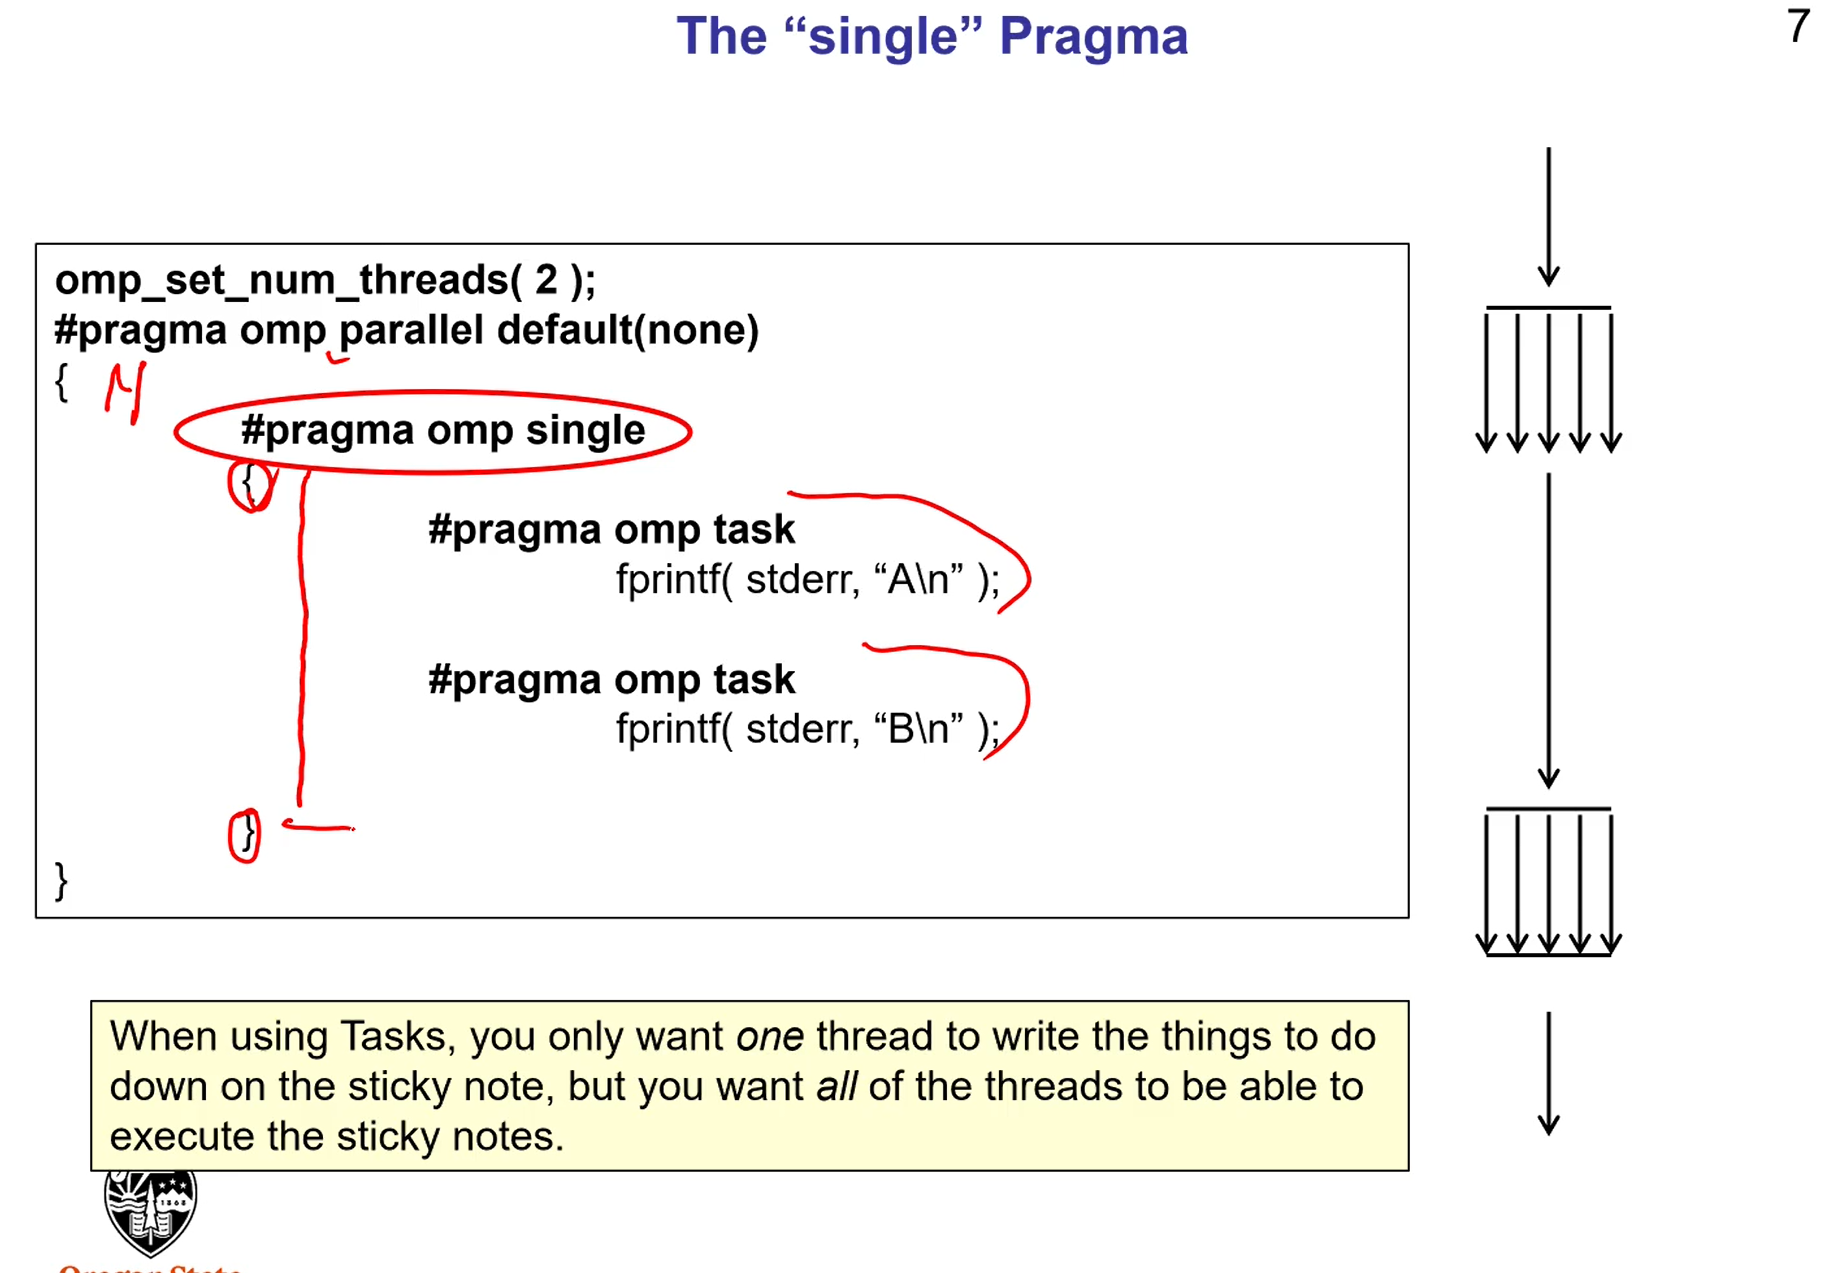 The “single” Pragma
7
omp_set_num_threads( 2 );
#pragma omp parallel default(none)
{
#pragma omp single
{
#pragma omp task
fprintf( stderr, “A\n” );
#pragma omp task
fprintf( stderr, “B\n” );
}
}
When using Tasks, you only want one thread to write the things to do
down on the sticky note, but you want all of the threads to be able to
execute the sticky notes.
1868
Oregon State